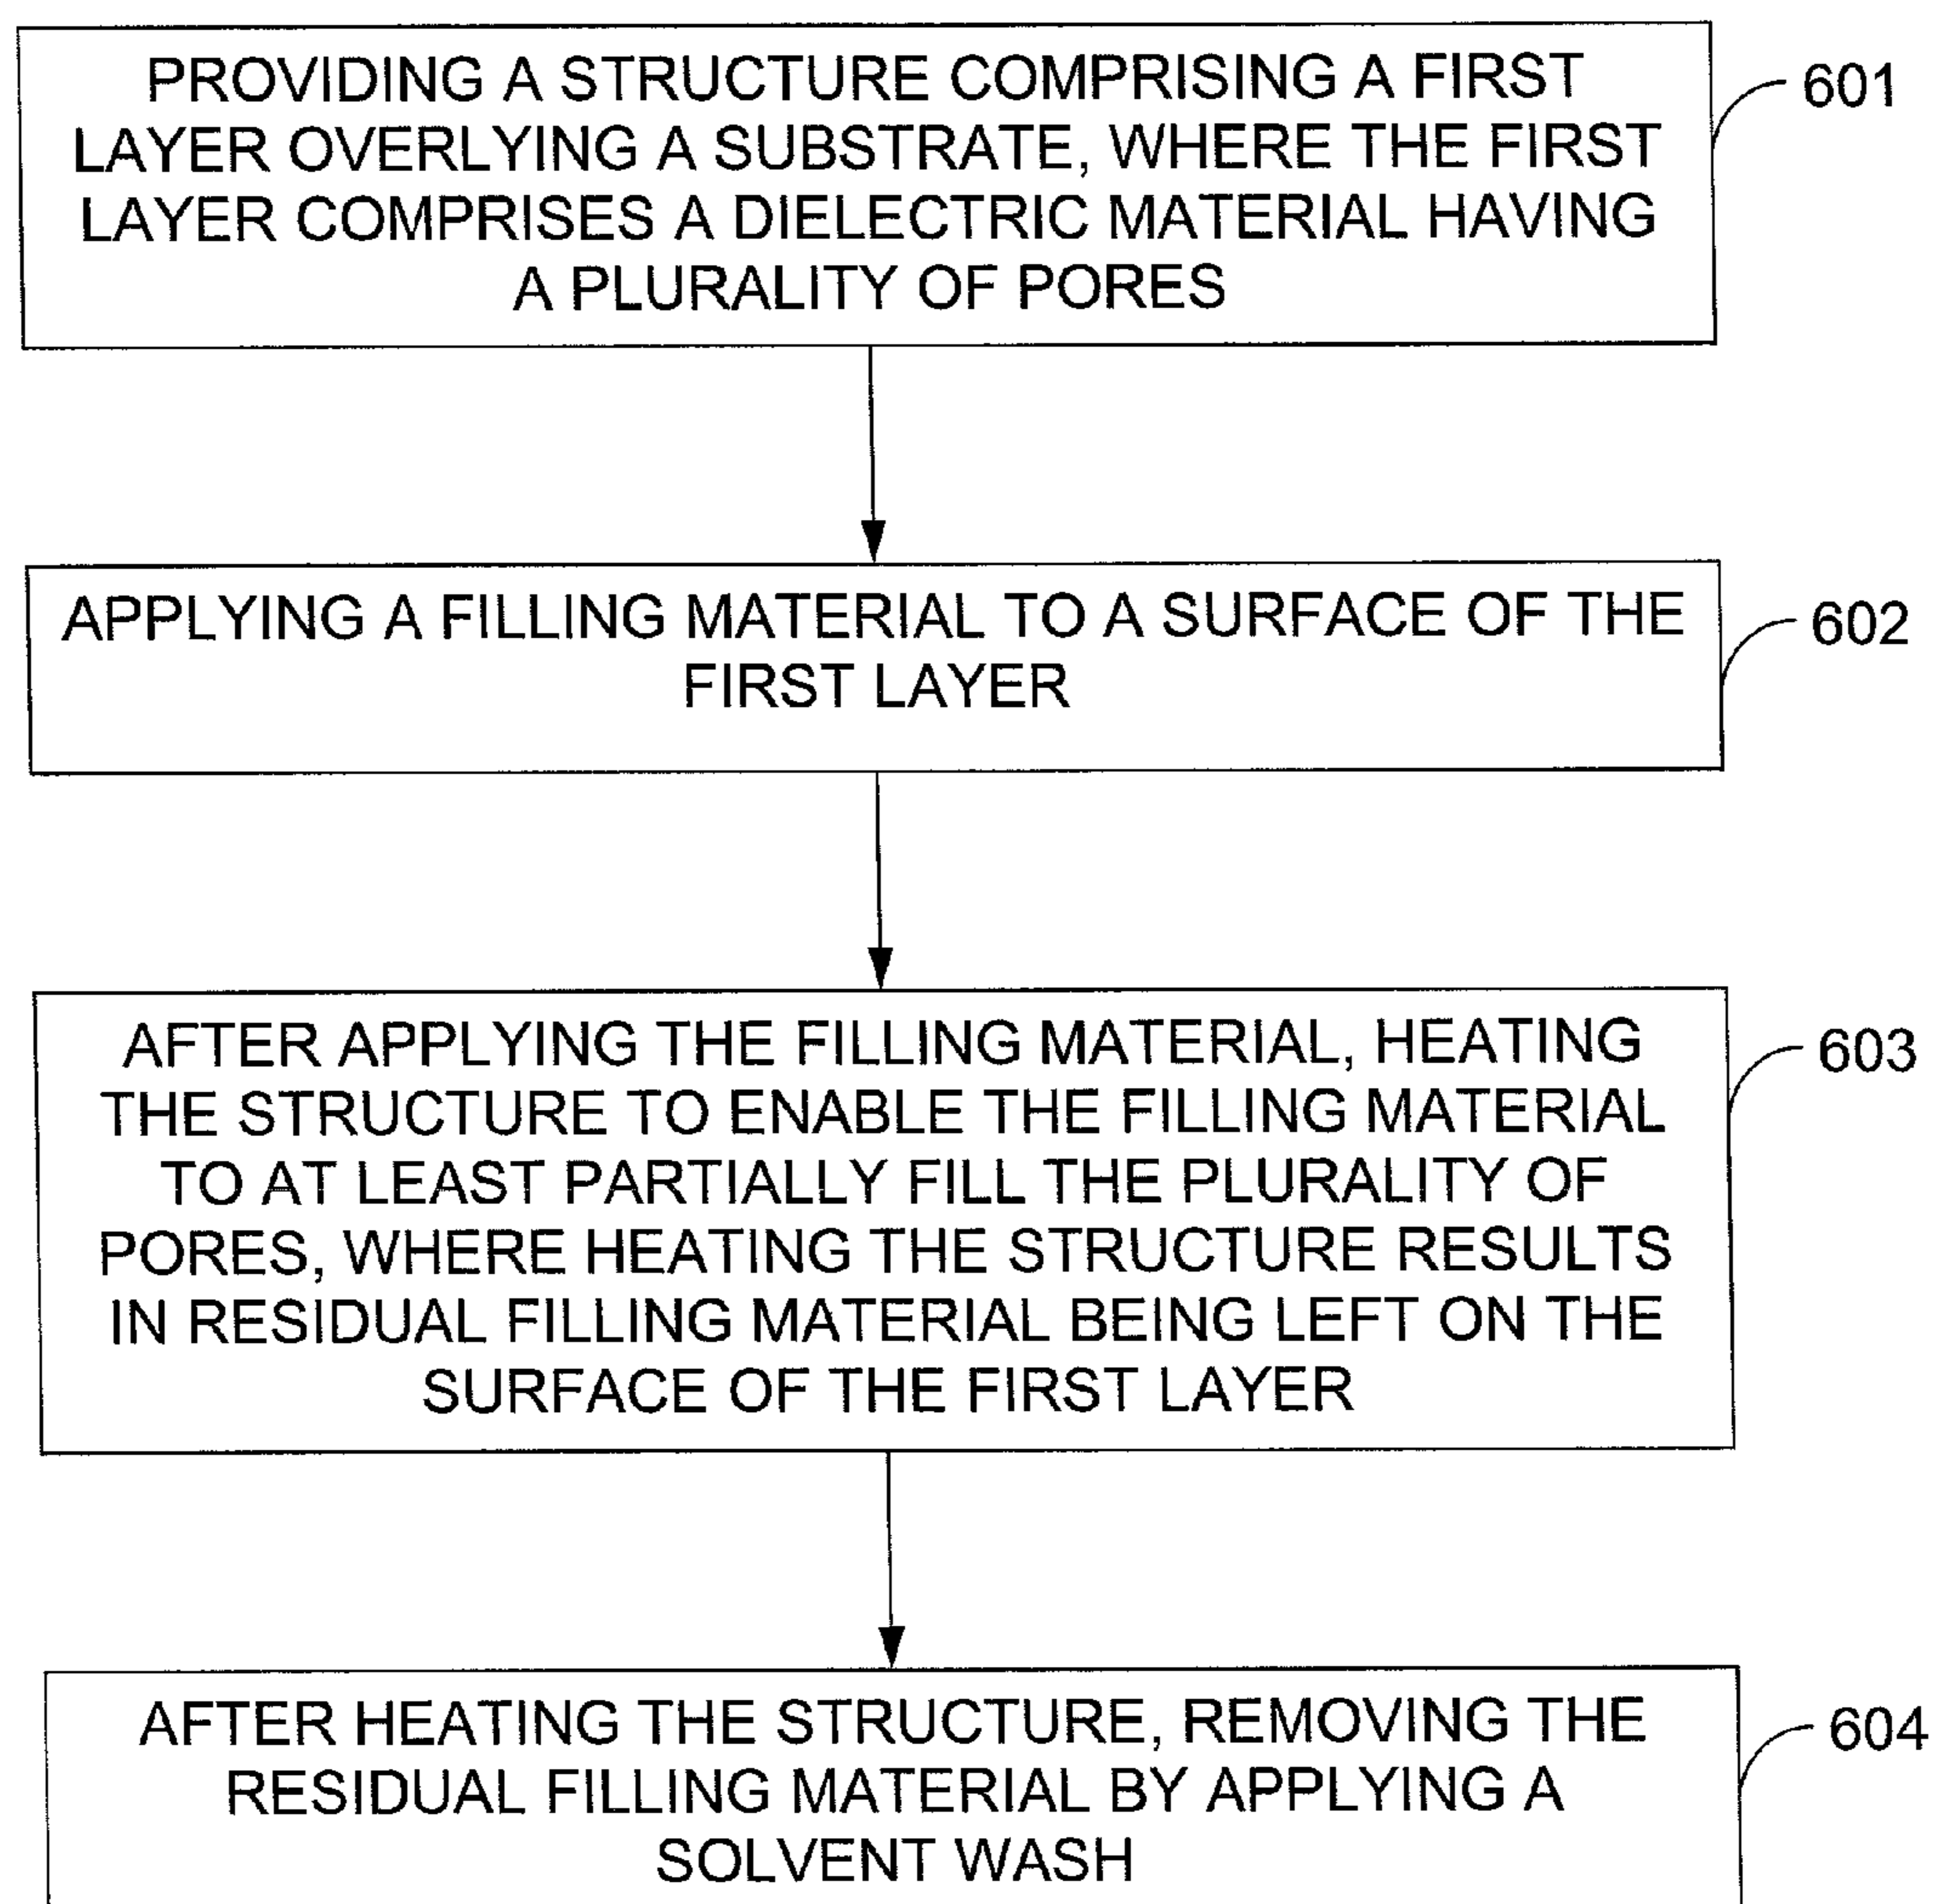 PROVIDING A STRUCTURE COMPRISING A FIRST
LAYER OVERLYING A SUBSTRATE, WHERE THE FIRST
LAYER COMPRISES A DIELECTRIC MATERIAL HAVING
A PLURALITY OF PORES
601
APPLYING A FILLING MATERIAL TO A SURFACE OF THE
FIRST LAYER
602
AFTER APPLYING THE FILLING MATERIAL, HEATING
THE STRUCTURE TO ENABLE THE FILLING MATERIAL
TO AT LEAST PARTIALLY FILL THE PLURALITY OF
PORES, WHERE HEATING THE STRUCTURE RESULTS
IN RESIDUAL FILLING MATERIAL BEING LEFT ON THE
SURFACE OF THE FIRST LAYER
603
AFTER HEATING THE STRUCTURE, REMOVING THE
RESIDUAL FILLING MATERIAL BY APPLYING A
SOLVENT WASH
604